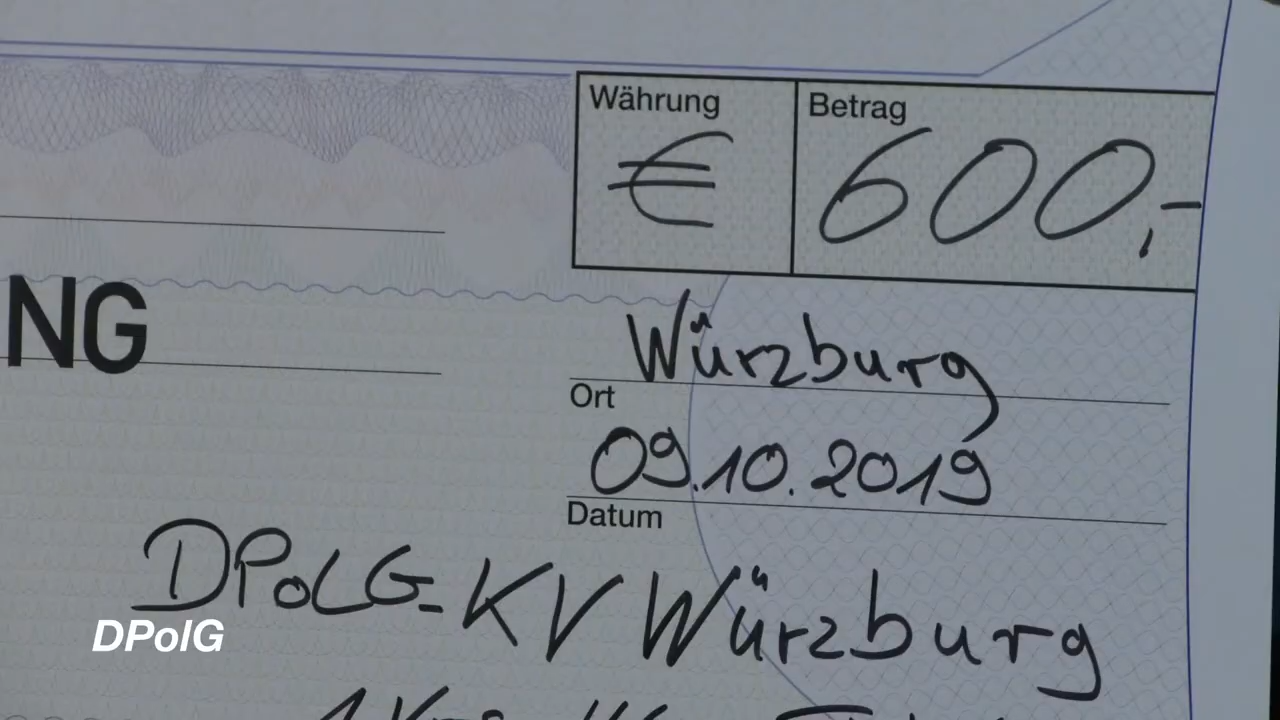 Währung Betrag
€ 600,-
NG
Würzburg
Ort
09.10.2019
Datum
DPolG-KV Würzburg
DPolG